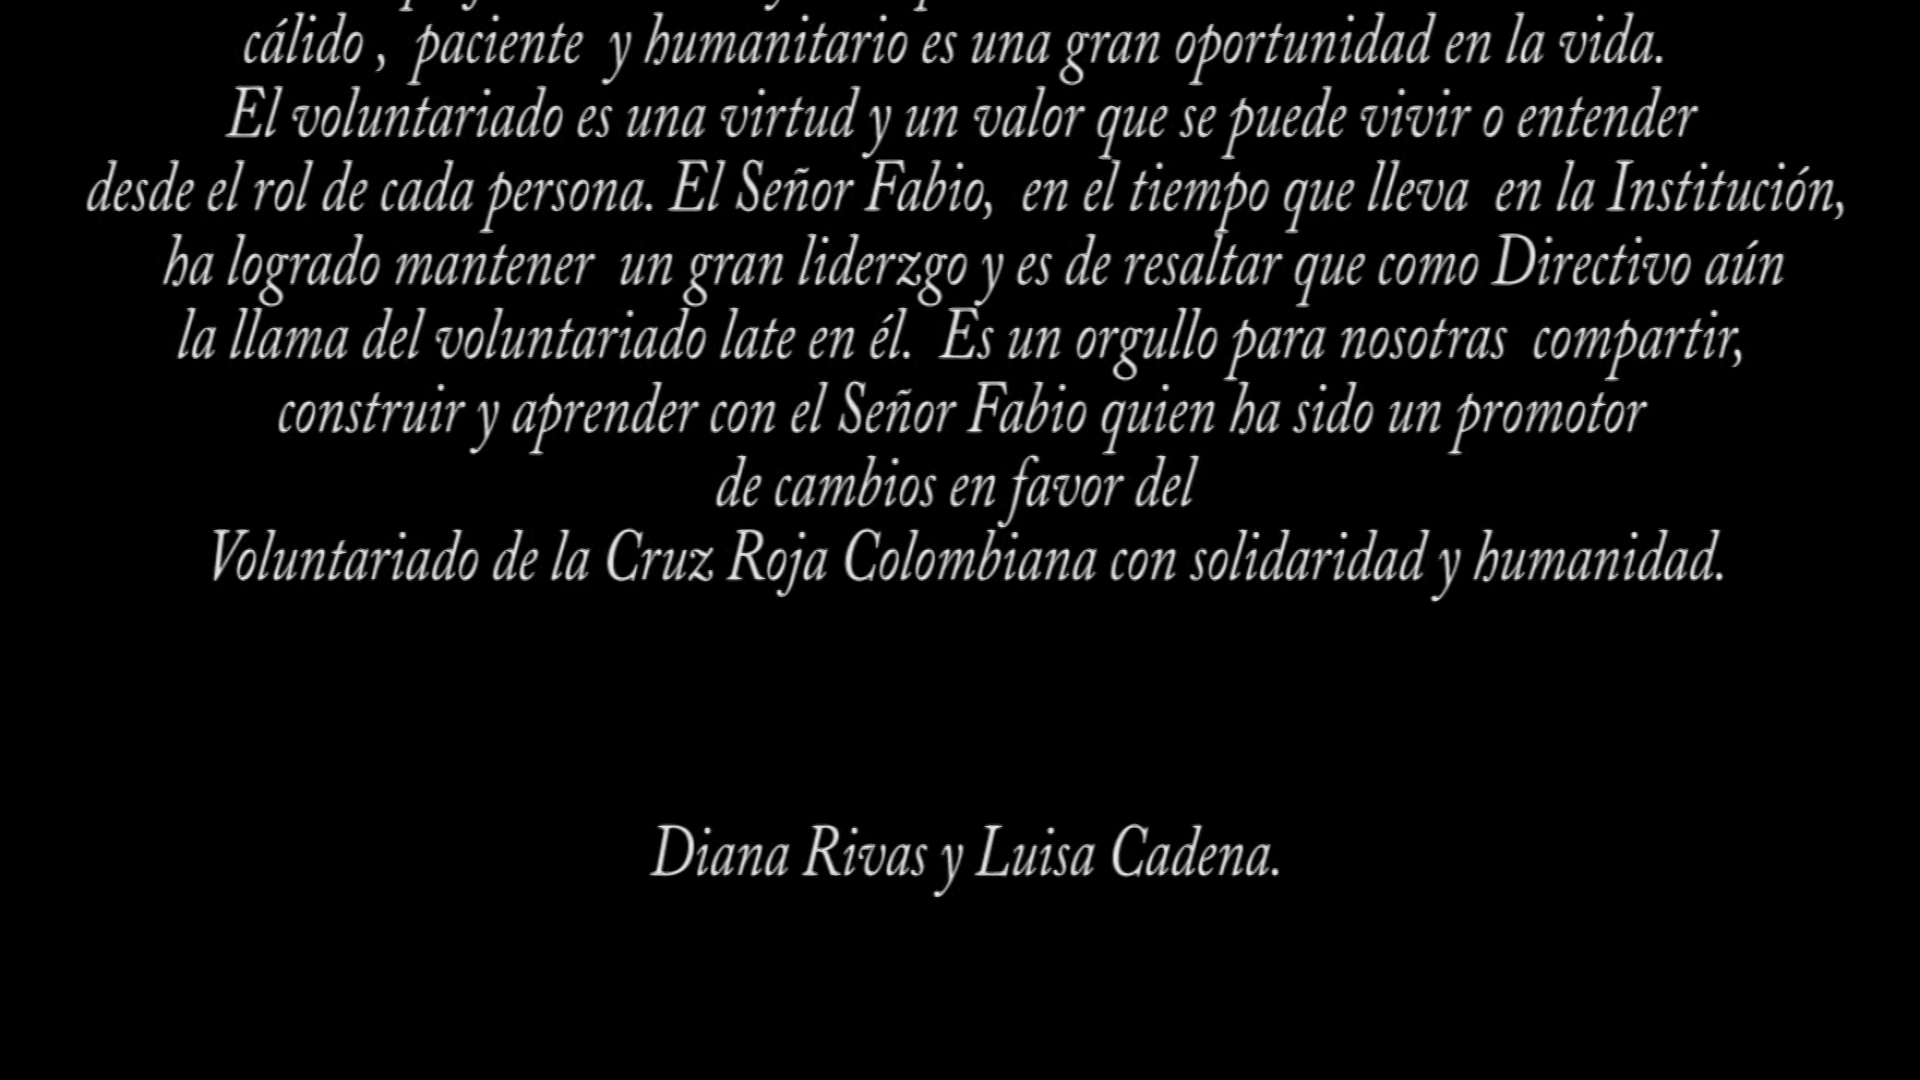 cálido , paciente y humanitario es una gran oportunidad en la vida.
El voluntariado es una virtud y un valor que se puede vivir o entender
desde el rol de cada persona. El Señor Fabio, en el tiempo que lleva en la Institución,
ha logrado mantener un gran liderzgo y es de resaltar que como Directivo aún
la llama del voluntariado late en él. Es un orgullo para nosotras compartir,
construir y aprender con el Señor Fabio quien ha sido un promotor
de cambios en favor del
Voluntariado de la Cruz Roja Colombiana con solidaridad y humanidad.
Diana Rivas y Luisa Cadena.